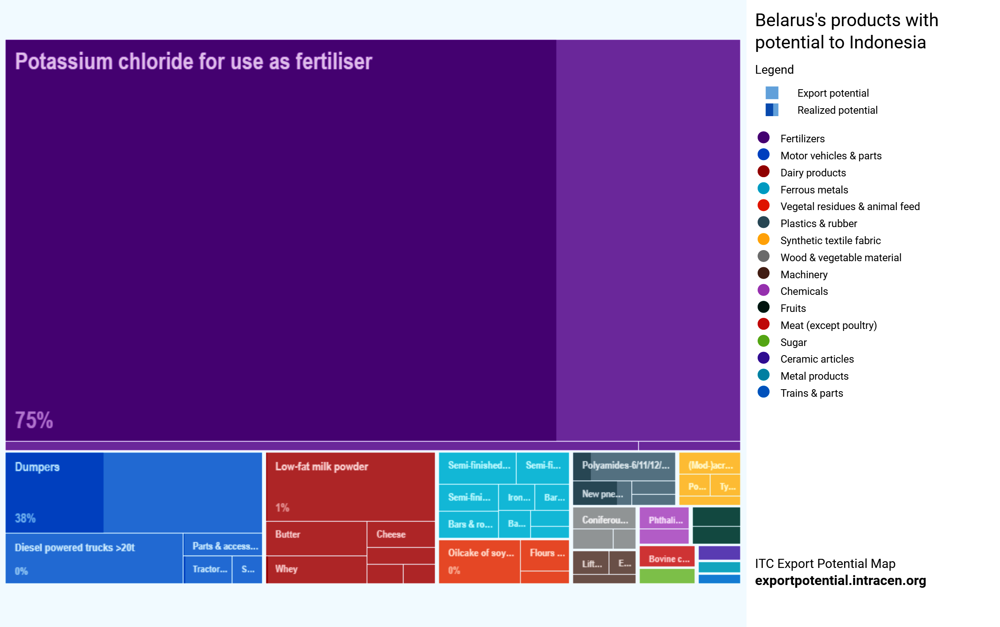 Potassium chloride for use as fertiliser
75%
Dumpers
38%
Diesel powered trucks >20t
0%
Parts & access...
Tractor...
S...
Low-fat milk powder
1%
Butter
Cheese
Whey
Semi-finished...
Semi-fi...
Semi-fini...
Iron...
Bar...
Bars & ro...
Ba...
Oilcake of soy...
0%
Flours ...
Polyamides-6/11/12/...
New pne...
(Mod-)acr...
Po...
Ty...
Coniferou...
Phthali...
Lift...
E...
Bovine c...
Belarus's products with
potential to Indonesia
Legend
Export potential
Realized potential
Fertilizers
Motor vehicles & parts
Dairy products
Ferrous metals
Vegetal residues & animal feed
Plastics & rubber
Synthetic textile fabric
Wood & vegetable material
Machinery
Chemicals
Fruits
Meat (except poultry)
Sugar
Ceramic articles
Metal products
Trains & parts
ITC Export Potential Map
exportpotential.intracen.org